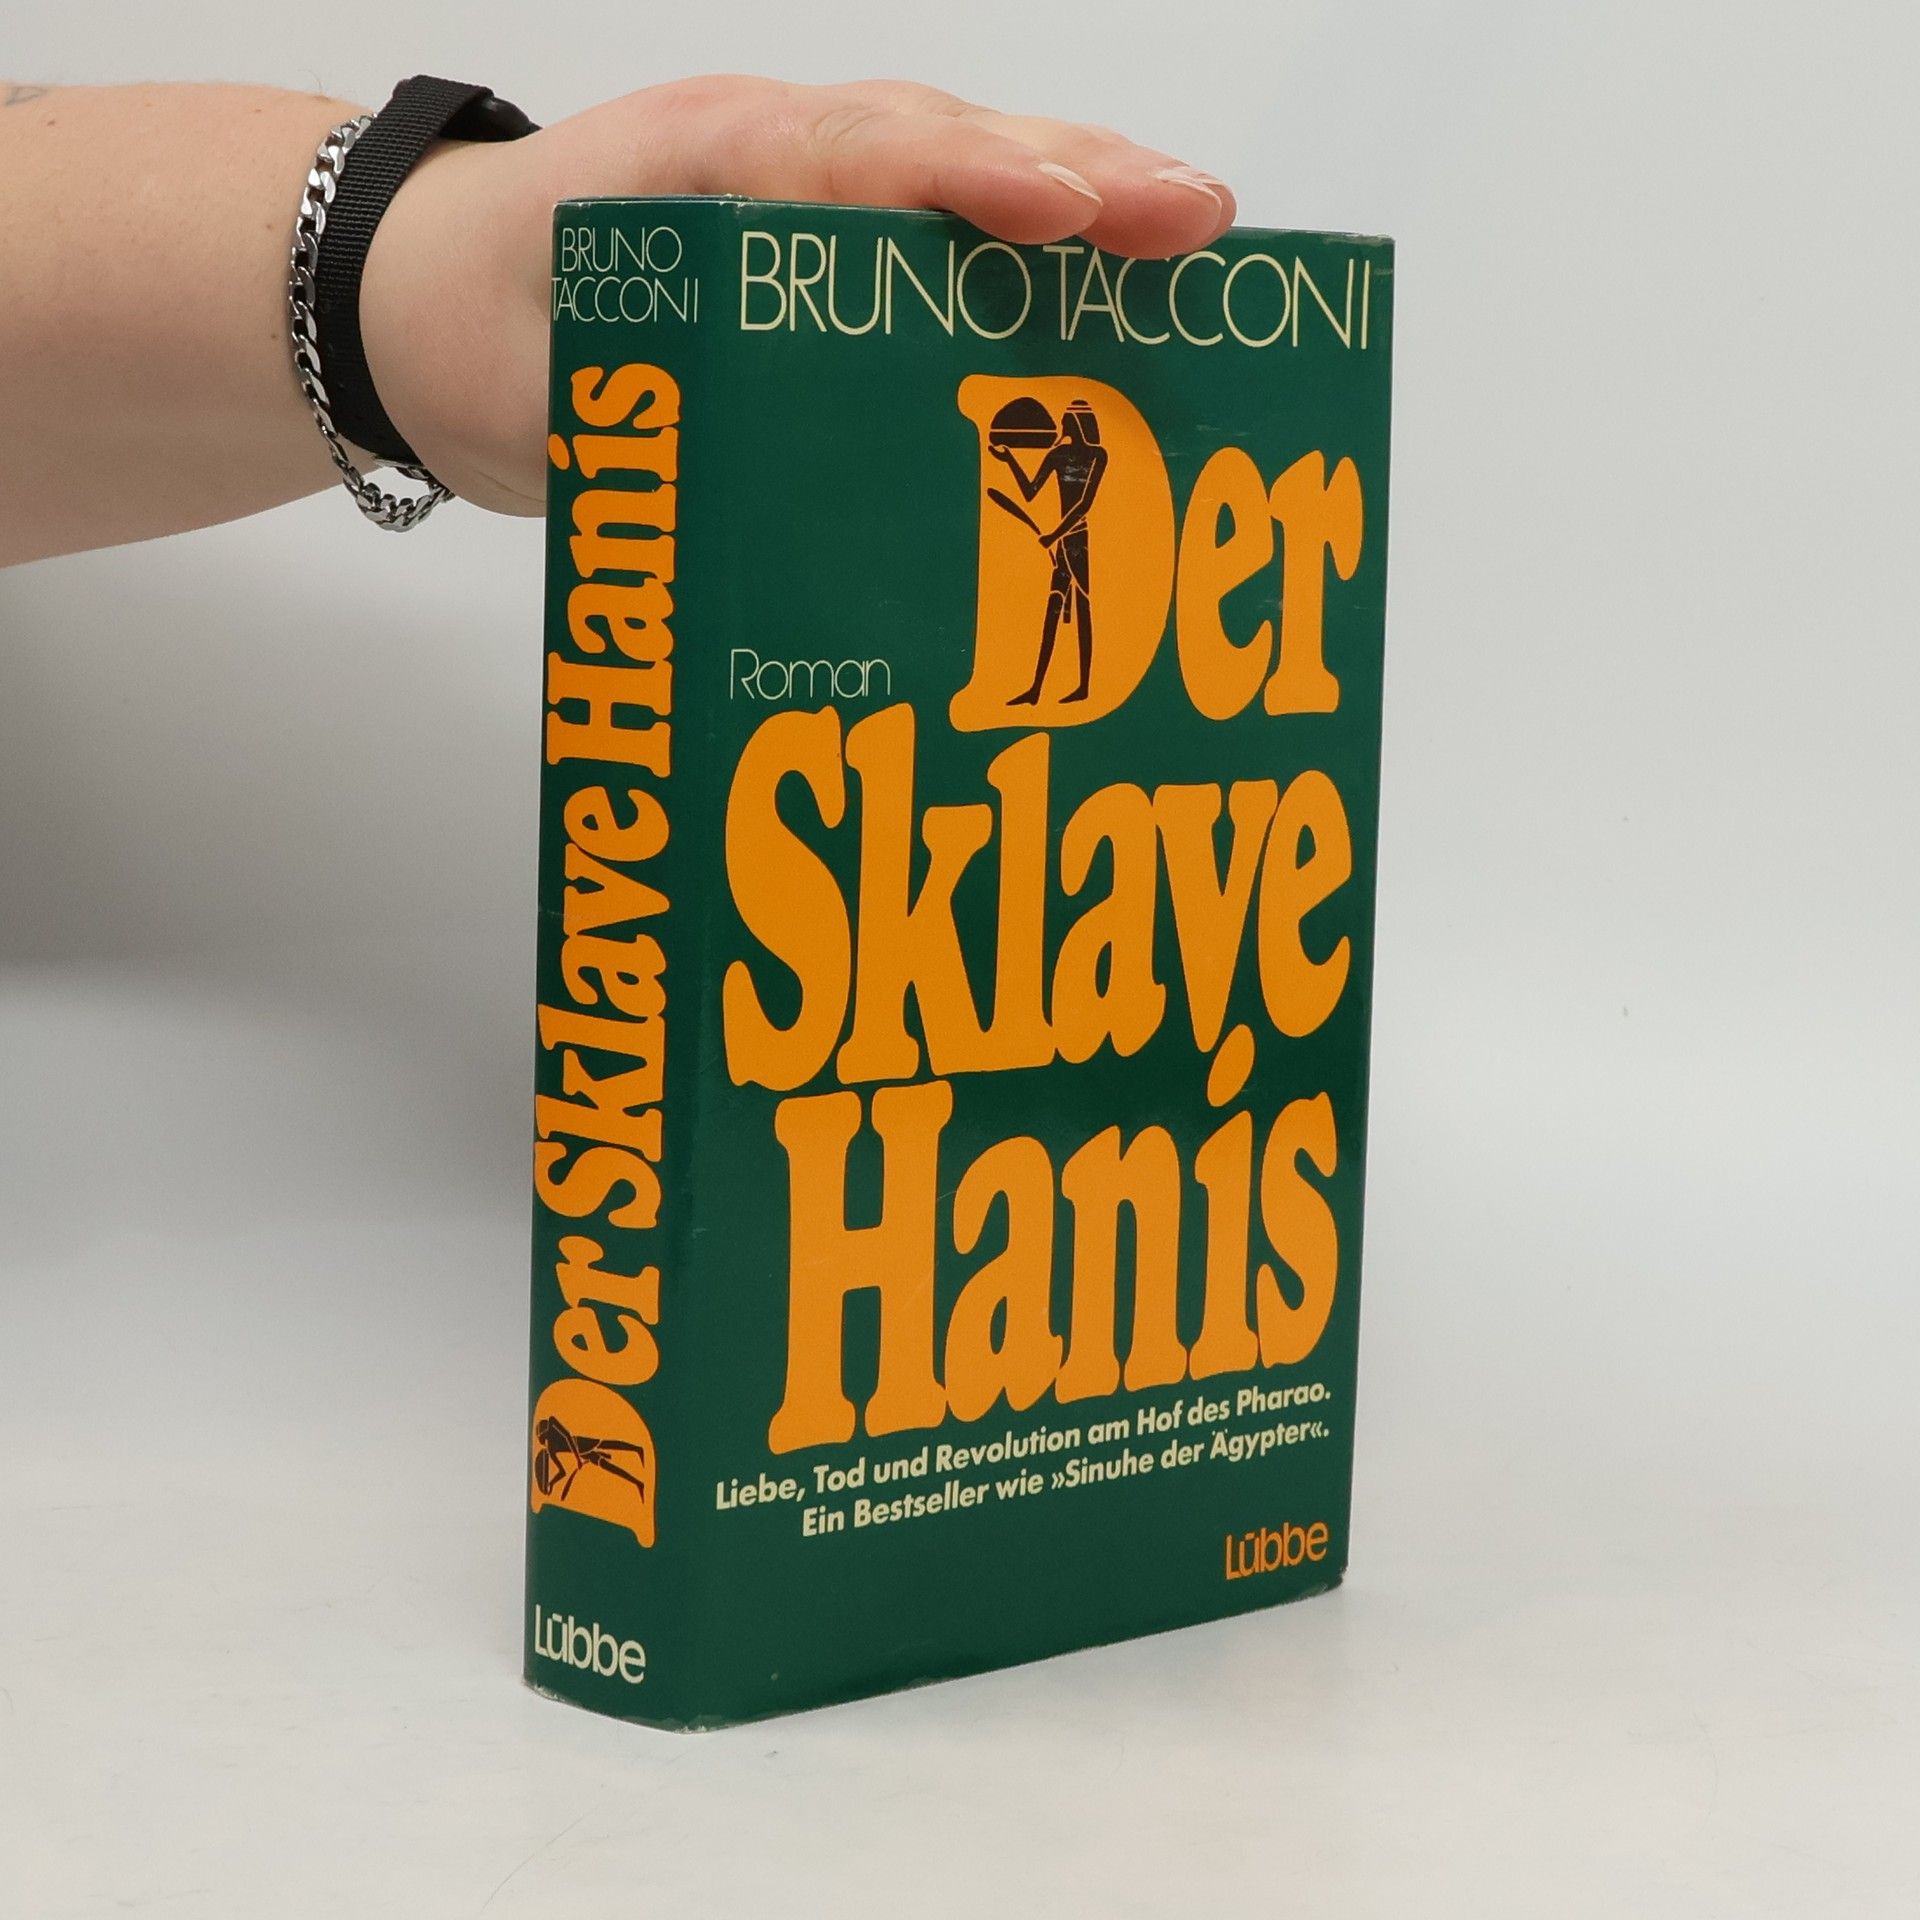 BRUNO
TACCONI
Der Sklave Hanis
Lübbe
BRUNO TACCONI
Roman
Der
Sklave
Hanis
Liebe, Tod und Revolution am Hof des Pharao.
Ein Bestseller wie »Sinuhe der Ägypter«.
Lübbe